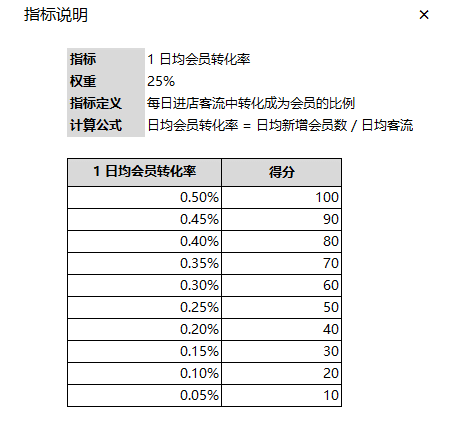 指标说明 ×
指标 1 日均会员转化率
权重 25%
指标定义 每日进店客流中转化成为会员的比例
计算公式 日均会员转化率 = 日均新增会员数 / 日均客流
1 日均会员转化率 得分
0.50% 100
0.45% 90
0.40% 80
0.35% 70
0.30% 60
0.25% 50
0.20% 40
0.15% 30
0.10% 20
0.05% 10